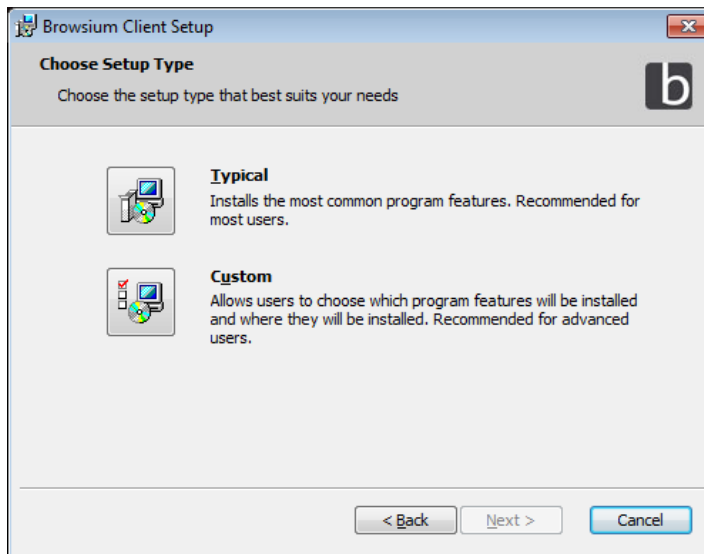 Browsium Client Setup
Choose Setup Type
Choose the setup type that best suits your needs
b
Typical
Installs the most common program features. Recommended for
most users.
Custom
Allows users to choose which program features will be installed
and where they will be installed. Recommended for advanced
users.
< Back Next > Cancel